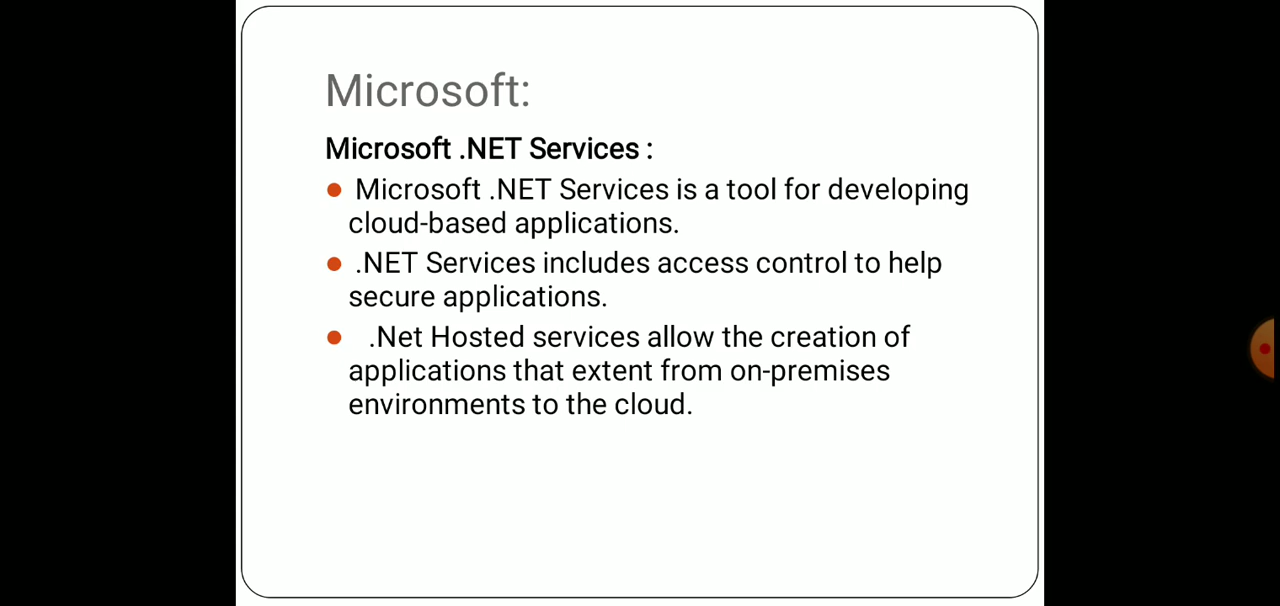 Microsoft:
Microsoft .NET Services :
Microsoft .NET Services is a tool for developing
cloud-based applications.
.NET Services includes access control to help
secure applications.
.Net Hosted services allow the creation of
applications that extent from on-premises
environments to the cloud.